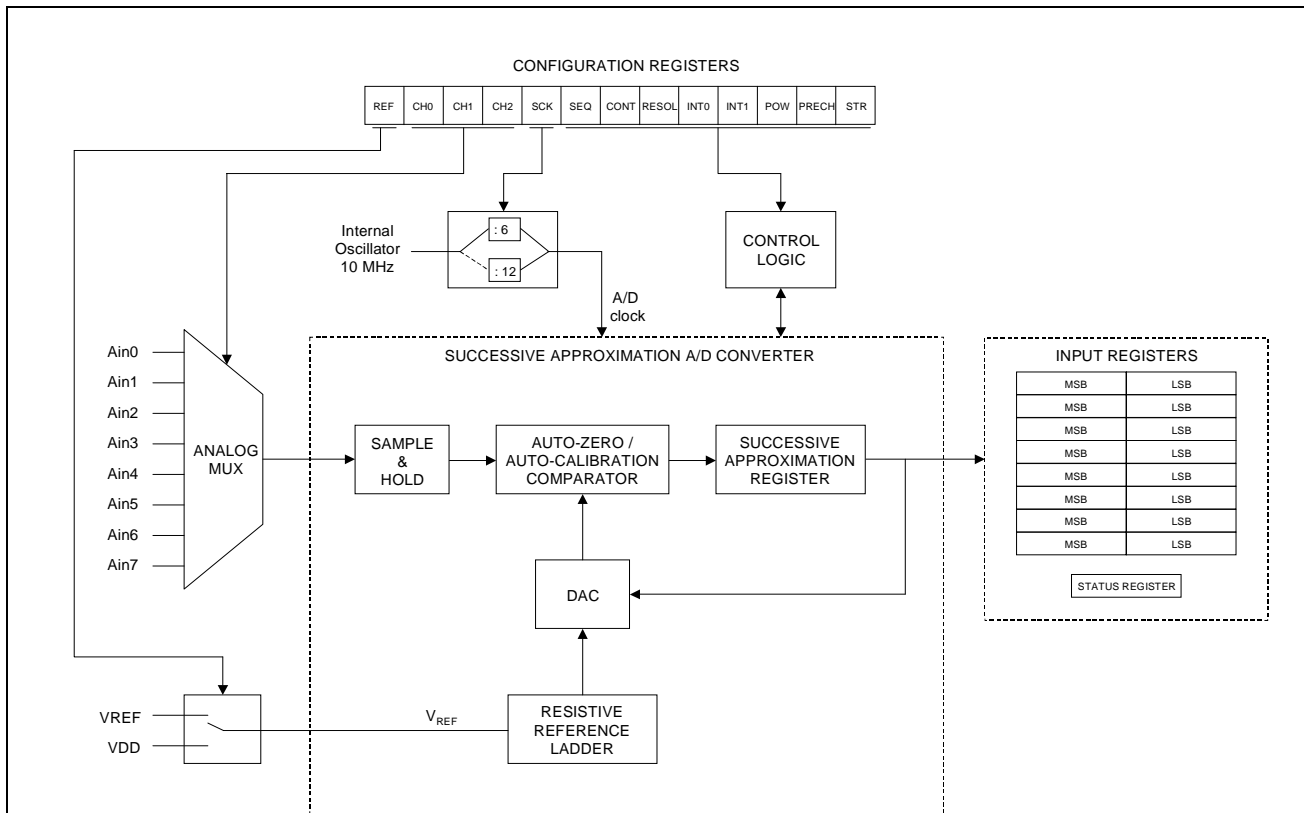 CONFIGURATION REGISTERS
REF CH0 CH1 CH2 SCK SEQ CONT RESOL INT0 INT1 POW PRECH STR
Internal
Oscillator
10 MHz
: 6
: 12
CONTROL
LOGIC
A/D
clock
Ain0
Ain1
Ain2
Ain3
Ain4
Ain5
Ain6
Ain7
ANALOG
MUX
SUCCESSIVE APPROXIMATION A/D CONVERTER
SAMPLE
&
HOLD
AUTO-ZERO /
AUTO-CALIBRATION
COMPARATOR
SUCCESSIVE
APPROXIMATION
REGISTER
DAC
RESISTIVE
REFERENCE
LADDER
VREF
VDD
VREF
INPUT REGISTERS
MSB LSB
MSB LSB
MSB LSB
MSB LSB
MSB LSB
MSB LSB
MSB LSB
MSB LSB
STATUS REGISTER